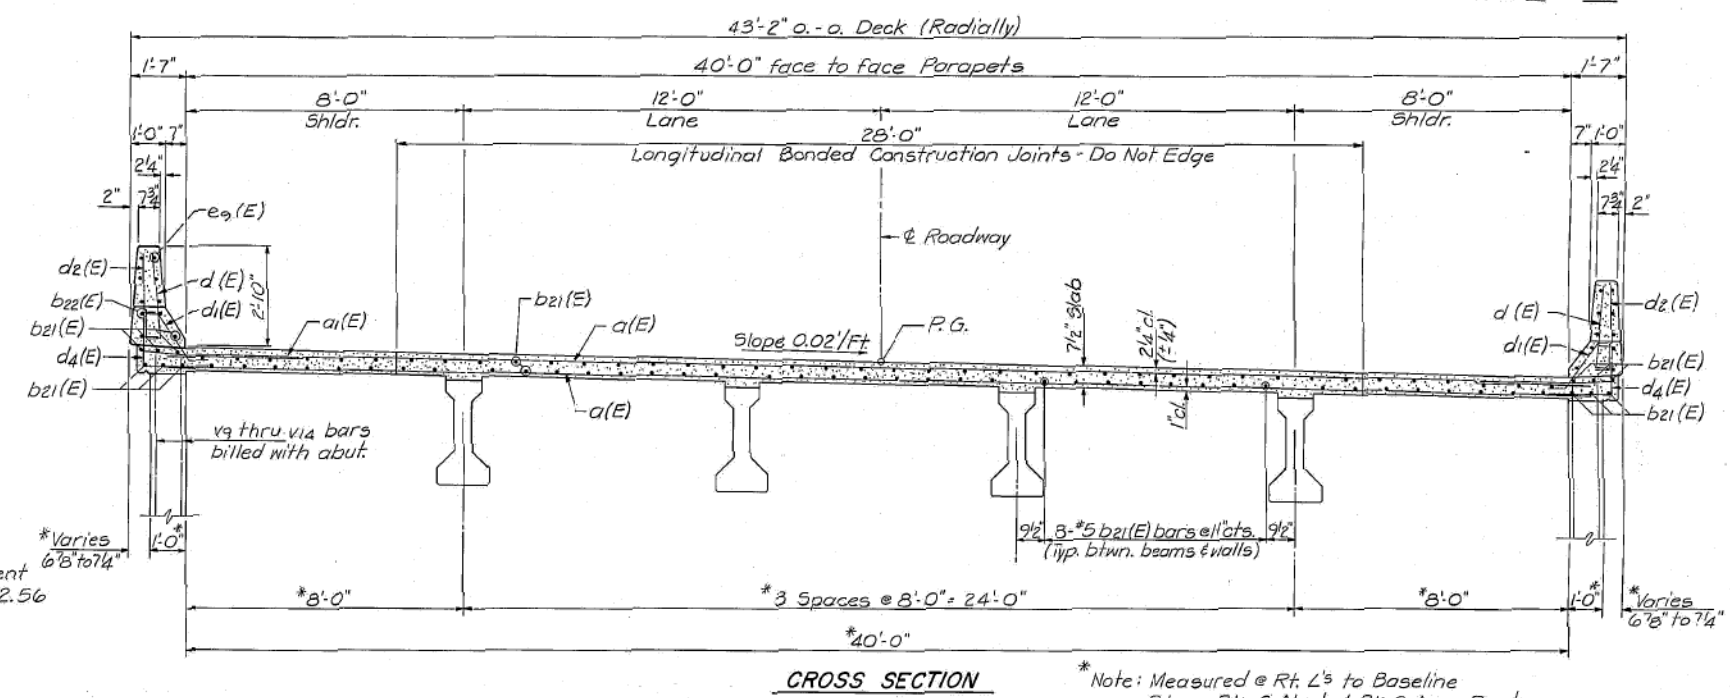 43'-2" o.-o. Deck (Radially)
1'-7"
40'-0" face to face Parapets
1'-7"
8'-0"
Shldr.
12'-0"
Lane
12'-0"
Lane
8'-0"
Shldr.
1'-0" 7"
28'-0"
Longitudinal Bonded Construction Joints - Do Not Edge
7" 1'-0"
2¼"
2¼"
2" 7¾"
7¾" 2"
e9(E)
℄ Roadway
d2(E)
d(E)
2'-10"
b22(E)
d1(E)
b21(E)
a1(E)
d4(E)
b21(E)
b21(E)
a(E)
Slope 0.02'/Ft
P.G.
7½" Slab
2¼" cl.
(±¼")
1" cl.
a(E)
d(E)
d2(E)
d1(E)
b21(E)
d4(E)
b21(E)
v9 thru v14 bars
billed with abut.
9½" 8-#5 b21(E) bars @ 11" cts. 9½"
(Typ. btwn. beams & walls)
*Varies
6⅞" to 7¼"
1'-0"*
2.56
*8'-0"
*3 Spaces @ 8'-0" = 24'-0"
*8'-0"
1'-0"*
*Varies
6⅞" to 7¼"
*40'-0"
CROSS SECTION
*Note: Measured @ Rt. L's to Baseline